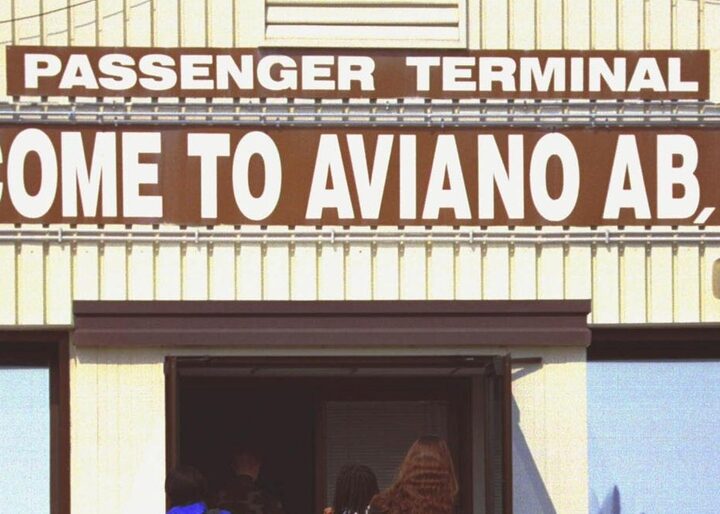 PASSENGER TERMINAL
COME TO AVIANO AB,